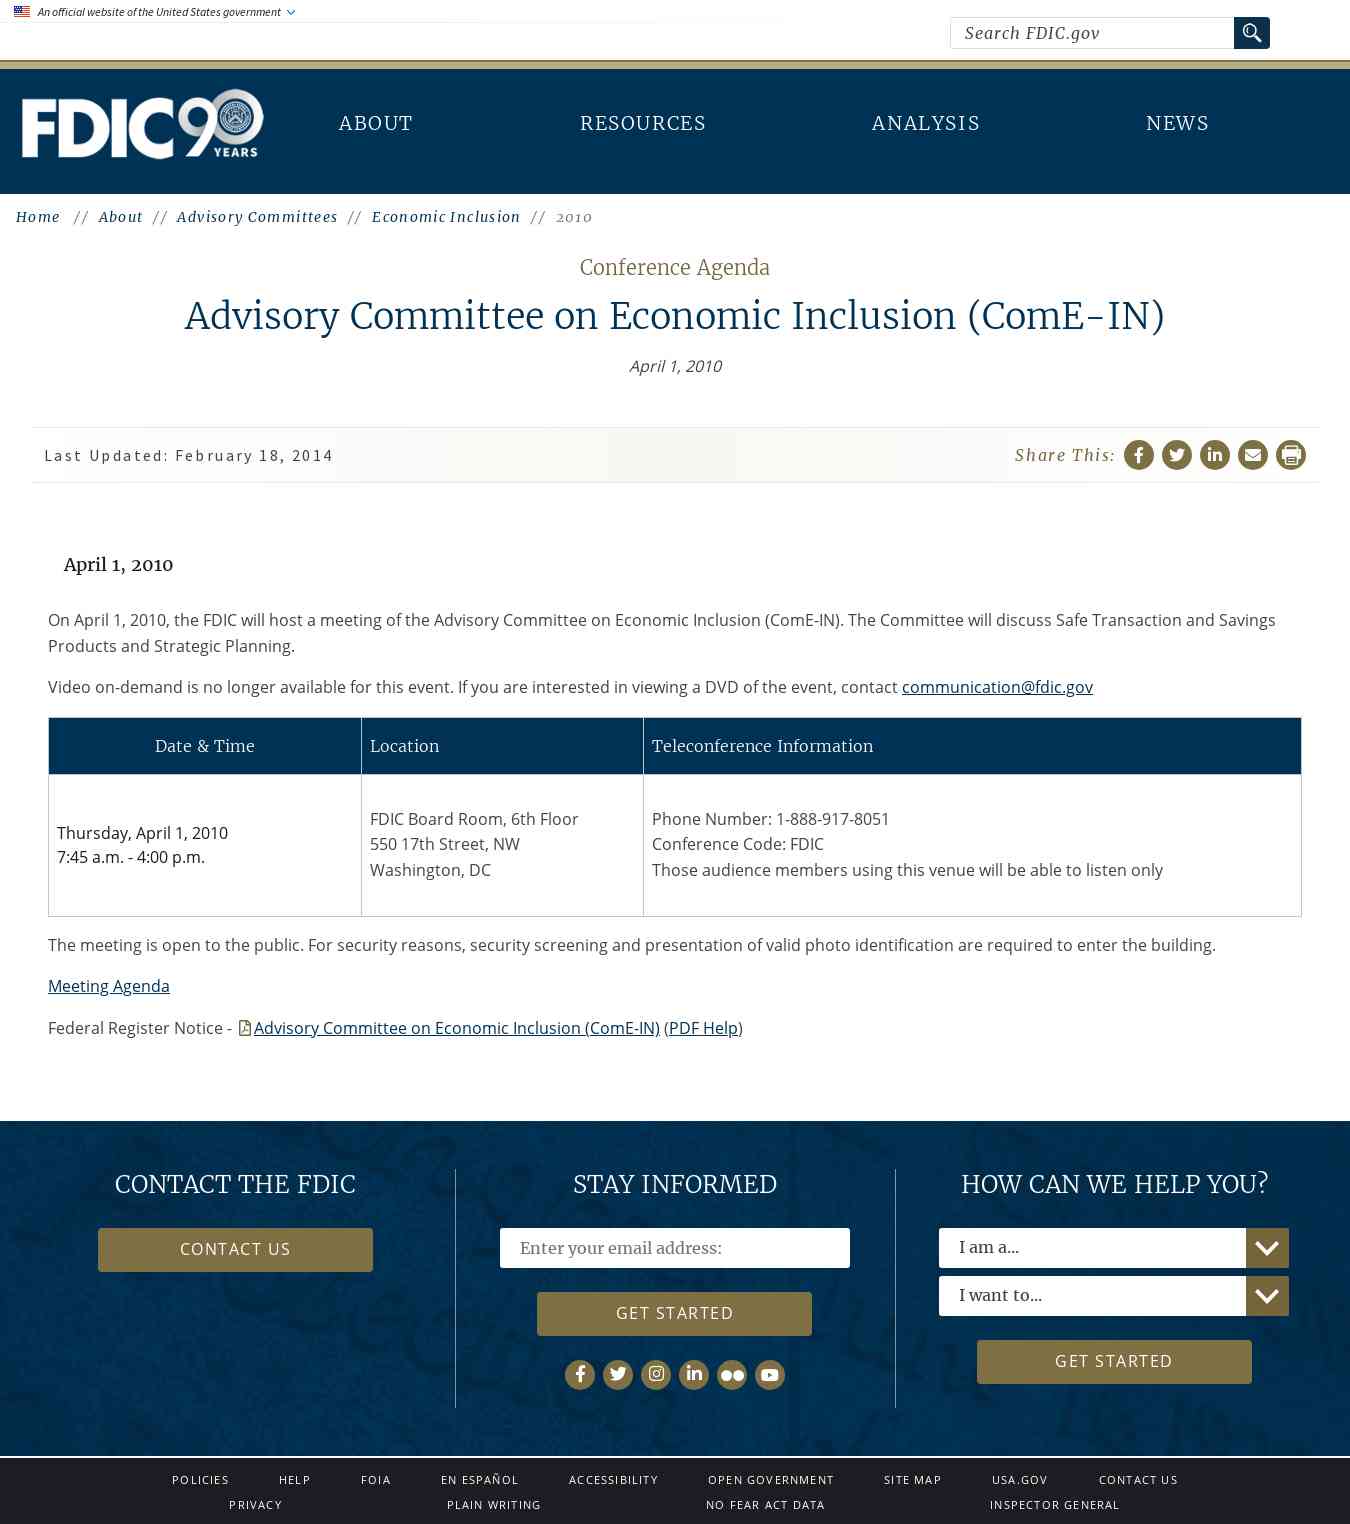 An official website of the United States government
Search FDIC.gov
FDIC 90 YEARS
ABOUT RESOURCES ANALYSIS NEWS
Home // About // Advisory Committees // Economic Inclusion // 2010
Conference Agenda
Advisory Committee on Economic Inclusion (ComE-IN)
April 1, 2010
Last Updated: February 18, 2014 Share This:
April 1, 2010
On April 1, 2010, the FDIC will host a meeting of the Advisory Committee on Economic Inclusion (ComE-IN). The Committee will discuss Safe Transaction and Savings
Products and Strategic Planning.
Video on-demand is no longer available for this event. If you are interested in viewing a DVD of the event, contact communication@fdic.gov
Date & Time Location Teleconference Information
Thursday, April 1, 2010
7:45 a.m. - 4:00 p.m.
FDIC Board Room, 6th Floor
550 17th Street, NW
Washington, DC
Phone Number: 1-888-917-8051
Conference Code: FDIC
Those audience members using this venue will be able to listen only
The meeting is open to the public. For security reasons, security screening and presentation of valid photo identification are required to enter the building.
Meeting Agenda
Federal Register Notice - Advisory Committee on Economic Inclusion (ComE-IN) (PDF Help)
CONTACT THE FDIC
CONTACT US
STAY INFORMED
Enter your email address:
GET STARTED
HOW CAN WE HELP YOU?
I am a...
I want to...
GET STARTED
POLICIES HELP FOIA EN ESPAÑOL ACCESSIBILITY OPEN GOVERNMENT SITE MAP USA.GOV CONTACT US
PRIVACY PLAIN WRITING NO FEAR ACT DATA INSPECTOR GENERAL